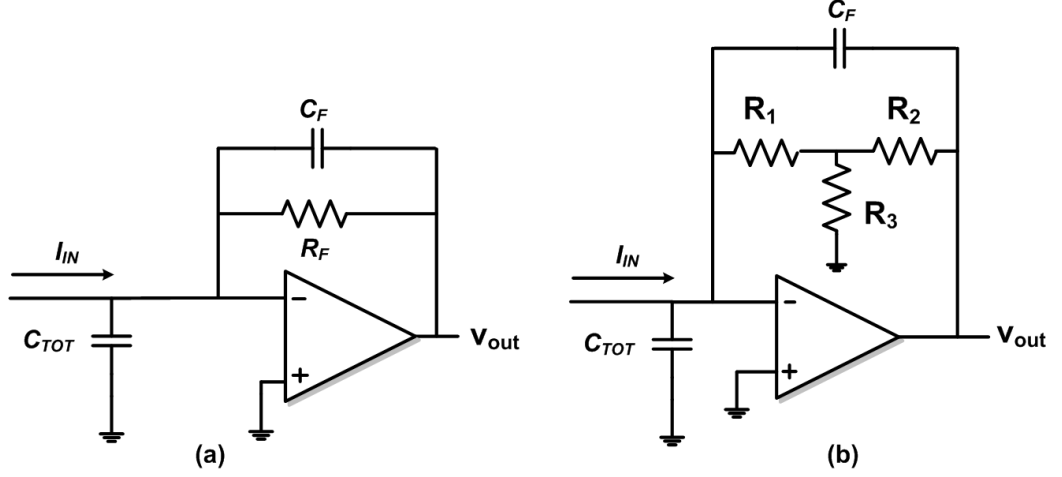 C_F
R_F
I_IN
C_TOT
−
+
v_out
(a)
C_F
R_1
R_2
R_3
I_IN
C_TOT
-
+
v_out
(b)